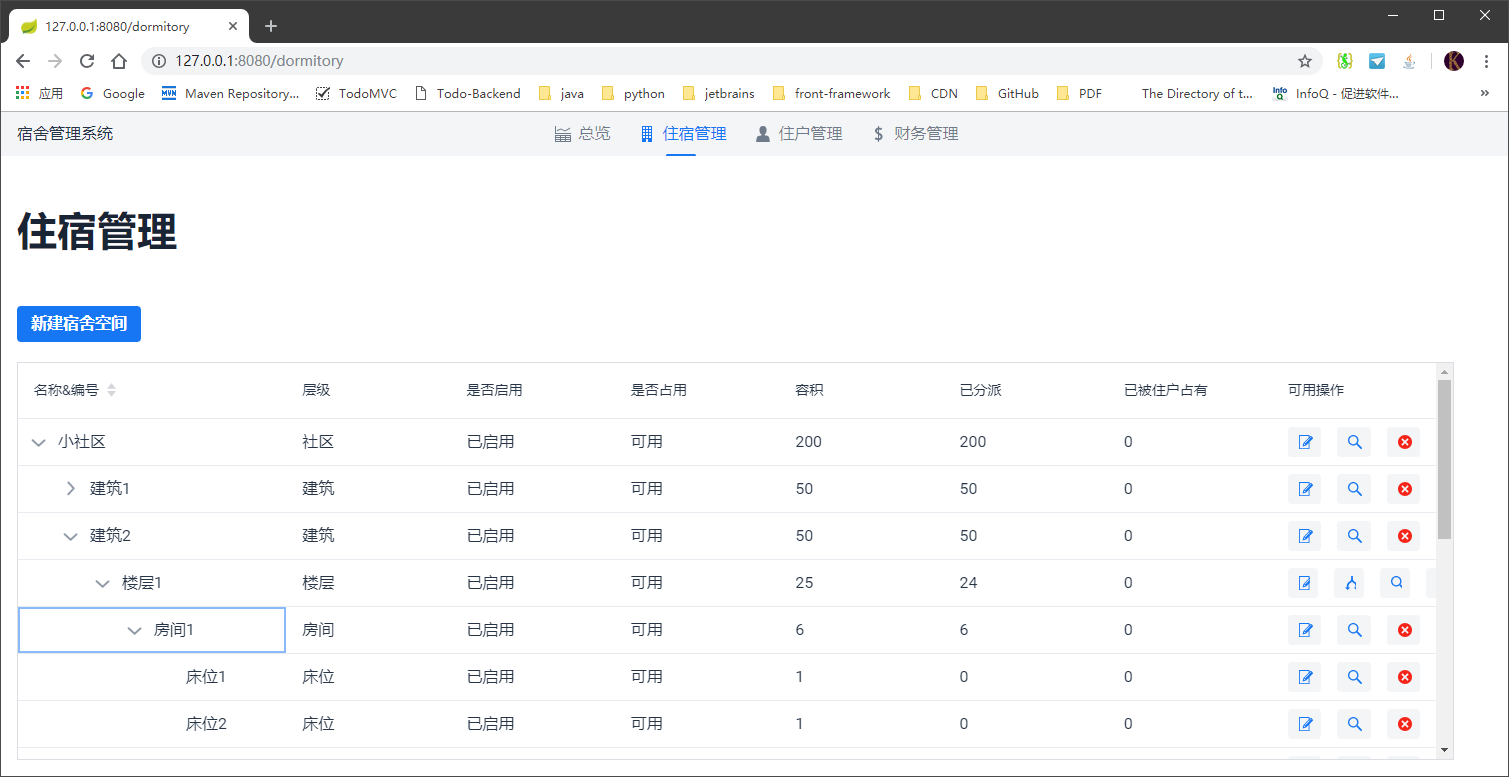 127.0.0.1:8080/dormitory
127.0.0.1:8080/dormitory
应用 Google Maven Repository... TodoMVC Todo-Backend java python jetbrains front-framework CDN GitHub PDF The Directory of t... InfoQ - 促进软件...
宿舍管理系统 总览 住宿管理 住户管理 财务管理
住宿管理
新建宿舍空间
名称&编号 层级 是否启用 是否占用 容积 已分派 已被住户占有 可用操作
小社区 社区 已启用 可用 200 200 0
建筑1 建筑 已启用 可用 50 50 0
建筑2 建筑 已启用 可用 50 50 0
楼层1 楼层 已启用 可用 25 24 0
房间1 房间 已启用 可用 6 6 0
床位1 床位 已启用 可用 1 0 0
床位2 床位 已启用 可用 1 0 0